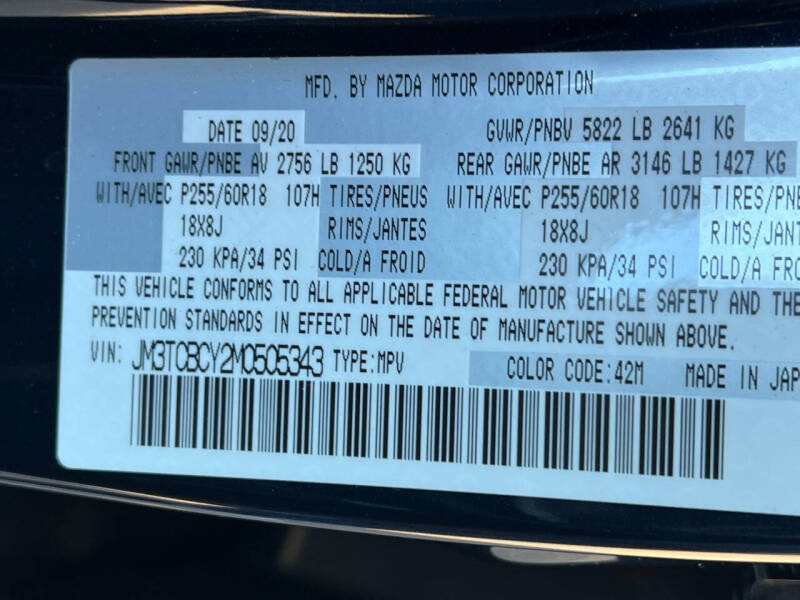 MFD. BY MAZDA MOTOR CORPORATION
DATE 09/20 GVWR/PNBV 5822 LB 2641 KG
FRONT GAWR/PNBE AV 2756 LB 1250 KG REAR GAWR/PNBE AR 3146 LB 1427 KG
WITH/AVEC P255/60R18 107H TIRES/PNEUS WITH/AVEC P255/60R18 107H TIRES/PNE
18X8J RIMS/JANTES 18X8J RIMS/JANT
230 KPA/34 PSI COLD/A FROID 230 KPA/34 PSI COLD/A FRO
THIS VEHICLE CONFORMS TO ALL APPLICABLE FEDERAL MOTOR VEHICLE SAFETY AND THE
PREVENTION STANDARDS IN EFFECT ON THE DATE OF MANUFACTURE SHOWN ABOVE.
VIN: JM3TCBCY2M0505343 TYPE:MPV COLOR CODE:42M MADE IN JAP